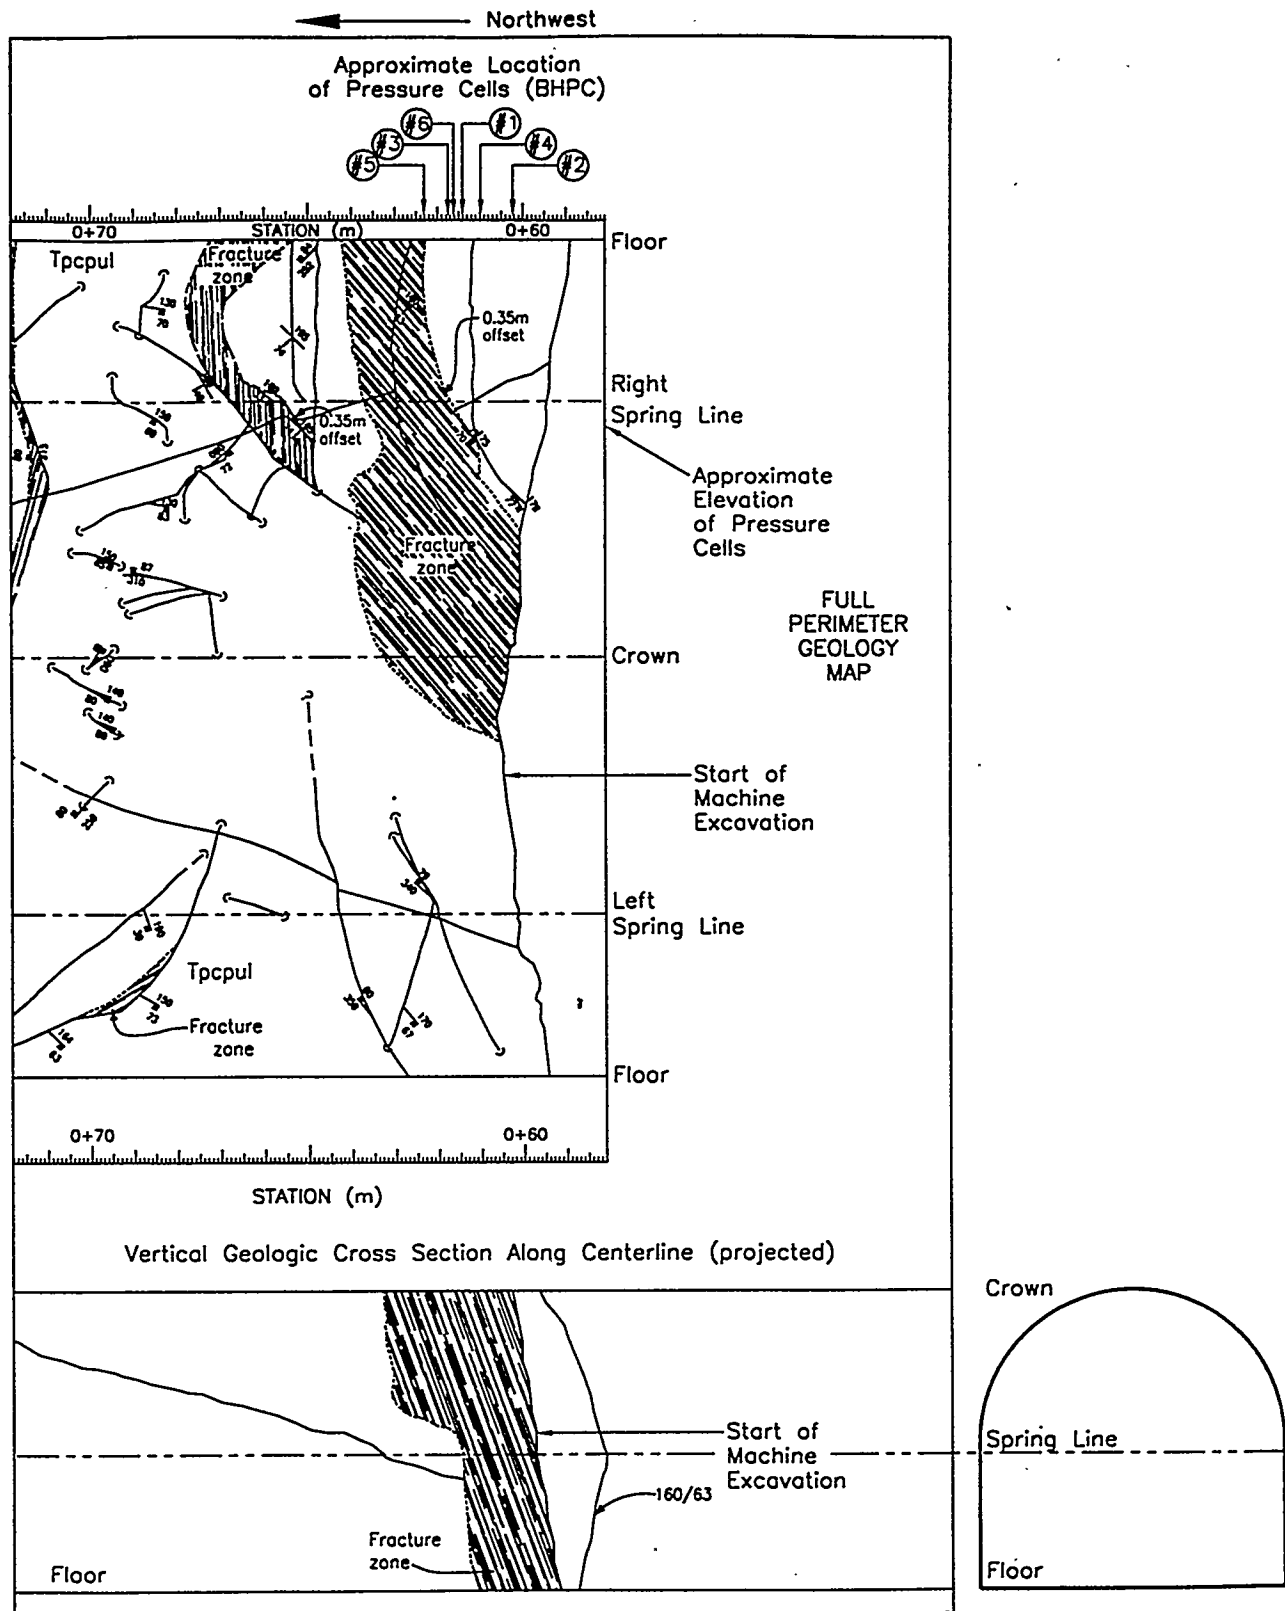 Northwest
Approximate Location
of Pressure Cells (BHPC)
#6
#1
#3
#4
#5
#2
0+70
STATION (m)
0+60
Floor
Tpcpul
Fracture
zone
0.35m
offset
Right
Spring Line
0.35m
offset
Approximate
Elevation
of Pressure
Cells
Fracture
zone
FULL
PERIMETER
GEOLOGY
MAP
Crown
Start of
Machine
Excavation
Left
Spring Line
Tpcpul
Fracture
zone
Floor
0+70
0+60
STATION (m)
Vertical Geologic Cross Section Along Centerline (projected)
Crown
Start of
Machine
Excavation
Spring Line
160/63
Fracture
zone
Floor
Floor